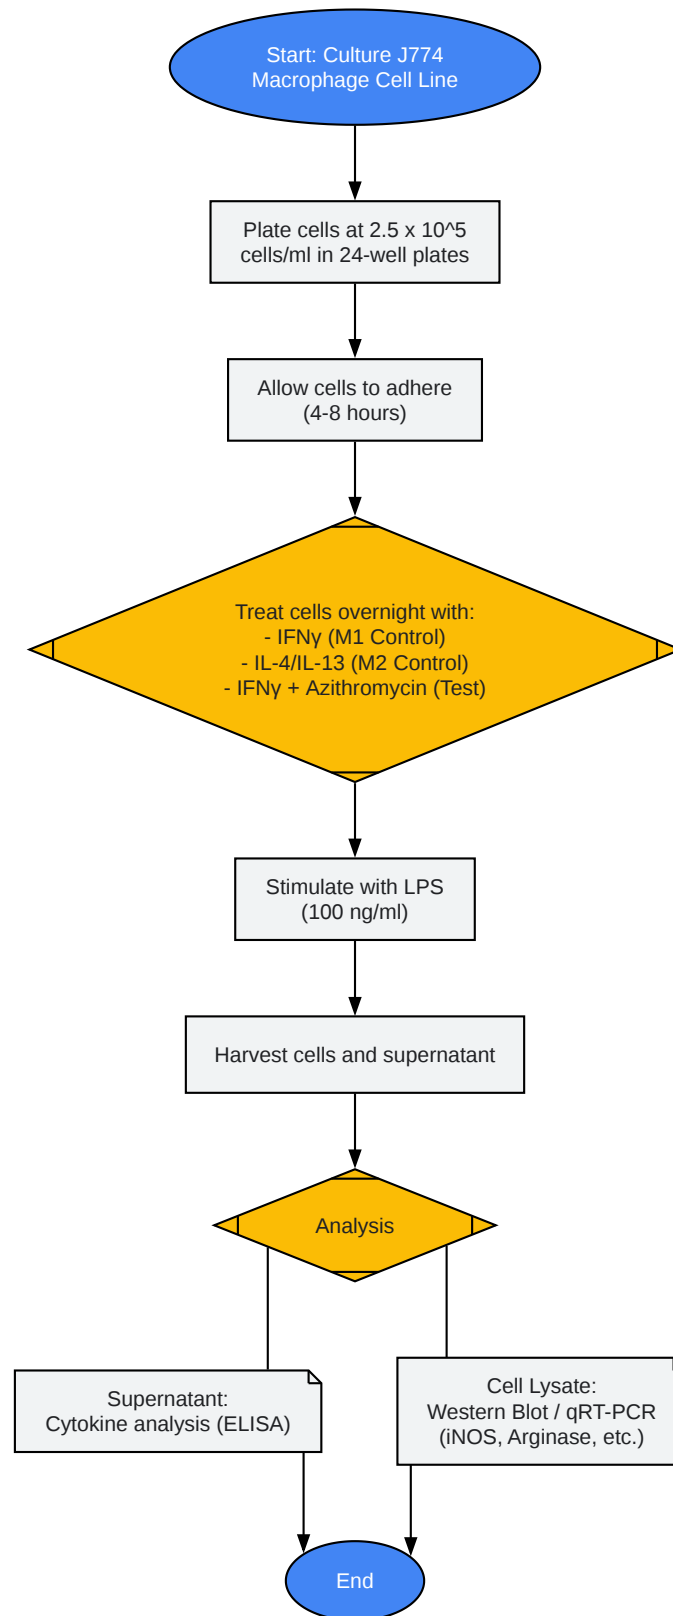 Start: Culture J774
Macrophage Cell Line
Plate cells at 2.5 x 10^5
cells/ml in 24-well plates
Allow cells to adhere
(4-8 hours)
Treat cells overnight with:
- IFNγ (M1 Control)
- IL-4/IL-13 (M2 Control)
- IFNγ + Azithromycin (Test)
Stimulate with LPS
(100 ng/ml)
Harvest cells and supernatant
Analysis
Supernatant:
Cytokine analysis (ELISA)
Cell Lysate:
Western Blot / qRT-PCR
(iNOS, Arginase, etc.)
End